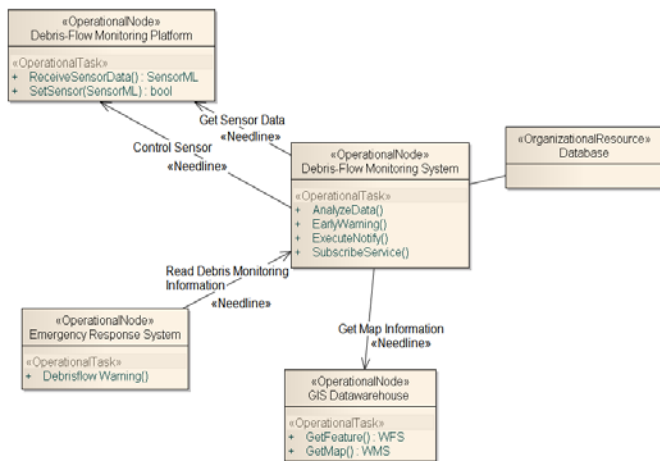 «OperationalNode»
Debris-Flow Monitoring Platform
«OperationalTask»
+ ReceiveSensorData() : SensorML
+ SetSensor(SensorML) : bool
Get Sensor Data
«Needline»
Control Sensor
«Needline»
«OperationalNode»
Debris-Flow Monitoring System
«OperationalTask»
+ AnalyzeData()
+ EarlyWarning()
+ ExecuteNotify()
+ SubscribeService()
«OrganizationalResource»
Database
Read Debris Monitoring
Information
«Needline»
«OperationalNode»
Emergency Response System
«OperationalTask»
+ Debrisflow Warning()
Get Map Information
«Needline»
«OperationalNode»
GIS Datawarehouse
«OperationalTask»
+ GetFeature() : WFS
+ GetMap() : WMS